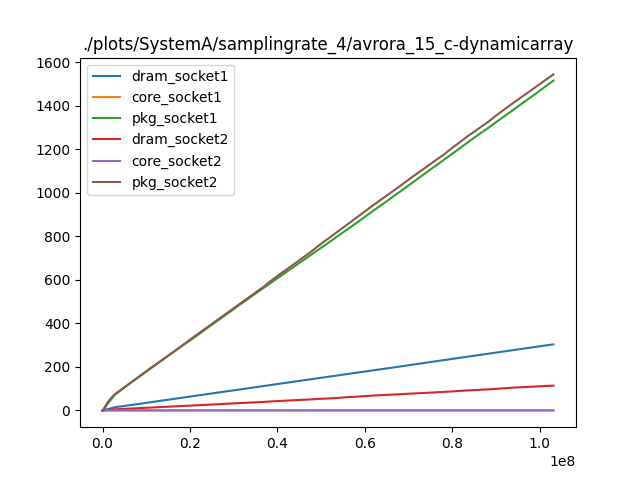 ./plots/SystemA/samplingrate_4/avrora_15_c-dynamicarray
1600
1400
1200
1000
800
600
400
200
0
dram_socket1
core_socket1
pkg_socket1
dram_socket2
core_socket2
pkg_socket2
0.0 0.2 0.4 0.6 0.8 1.0
1e8